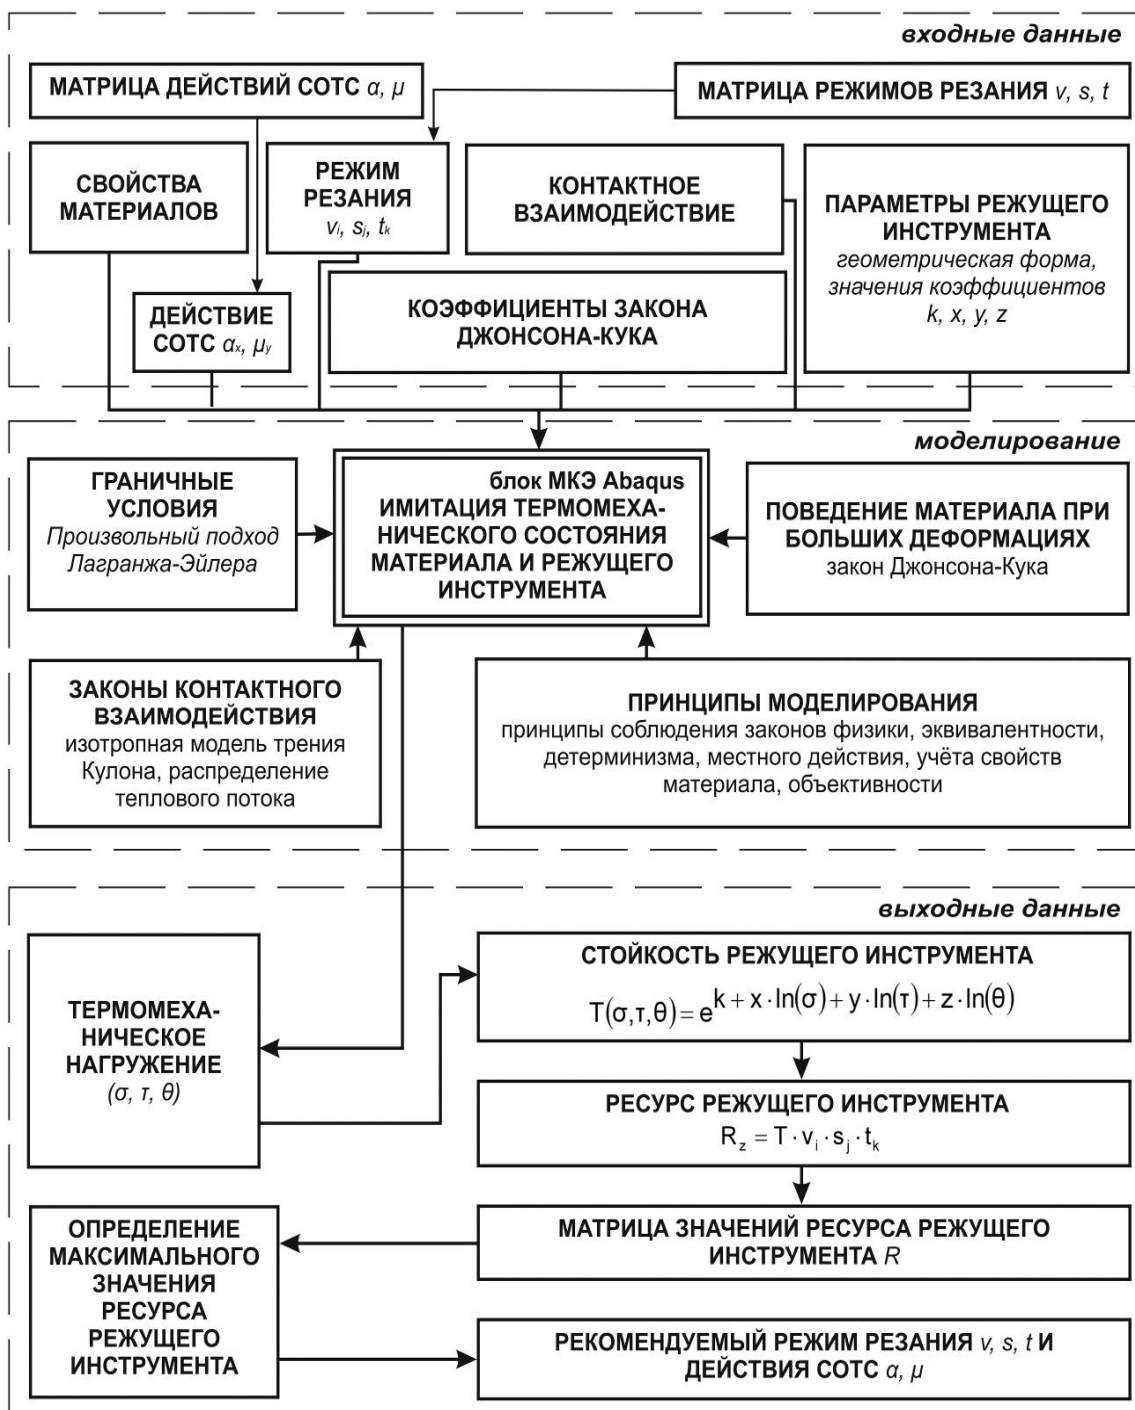 входные данные
МАТРИЦА ДЕЙСТВИЙ СОТС α, μ
МАТРИЦА РЕЖИМОВ РЕЗАНИЯ v, s, t
СВОЙСТВА
МАТЕРИАЛОВ
РЕЖИМ
РЕЗАНИЯ
vᵢ, sⱼ, tₖ
КОНТАКТНОЕ
ВЗАИМОДЕЙСТВИЕ
ПАРАМЕТРЫ РЕЖУЩЕГО
ИНСТРУМЕНТА
геометрическая форма,
значения коэффициентов
k, x, y, z
ДЕЙСТВИЕ
СОТС αₓ, μᵧ
КОЭФФИЦИЕНТЫ ЗАКОНА
ДЖОНСОНА-КУКА
моделирование
ГРАНИЧНЫЕ
УСЛОВИЯ
Произвольный подход
Лагранжа-Эйлера
блок МКЭ Abaqus
ИМИТАЦИЯ ТЕРМОМЕХА-
НИЧЕСКОГО СОСТОЯНИЯ
МАТЕРИАЛА И РЕЖУЩЕГО
ИНСТРУМЕНТА
ПОВЕДЕНИЕ МАТЕРИАЛА ПРИ
БОЛЬШИХ ДЕФОРМАЦИЯХ
закон Джонсона-Кука
ЗАКОНЫ КОНТАКТНОГО
ВЗАИМОДЕЙСТВИЯ
изотропная модель трения
Кулона, распределение
теплового потока
ПРИНЦИПЫ МОДЕЛИРОВАНИЯ
принципы соблюдения законов физики, эквивалентности,
детерминизма, местного действия, учёта свойств
материала, объективности
выходные данные
ТЕРМОМЕХА-
НИЧЕСКОЕ
НАГРУЖЕНИЕ
(σ, τ, θ)
СТОЙКОСТЬ РЕЖУЩЕГО ИНСТРУМЕНТА
T(σ,τ,θ) = e^(k + x · ln(σ) + y · ln(τ) + z · ln(θ))
РЕСУРС РЕЖУЩЕГО ИНСТРУМЕНТА
R_z = T · vᵢ · sⱼ · tₖ
МАТРИЦА ЗНАЧЕНИЙ РЕСУРСА РЕЖУЩЕГО
ИНСТРУМЕНТА R
ОПРЕДЕЛЕНИЕ
МАКСИМАЛЬНОГО
ЗНАЧЕНИЯ
РЕСУРСА
РЕЖУЩЕГО
ИНСТРУМЕНТА
РЕКОМЕНДУЕМЫЙ РЕЖИМ РЕЗАНИЯ v, s, t И
ДЕЙСТВИЯ СОТС α, μ